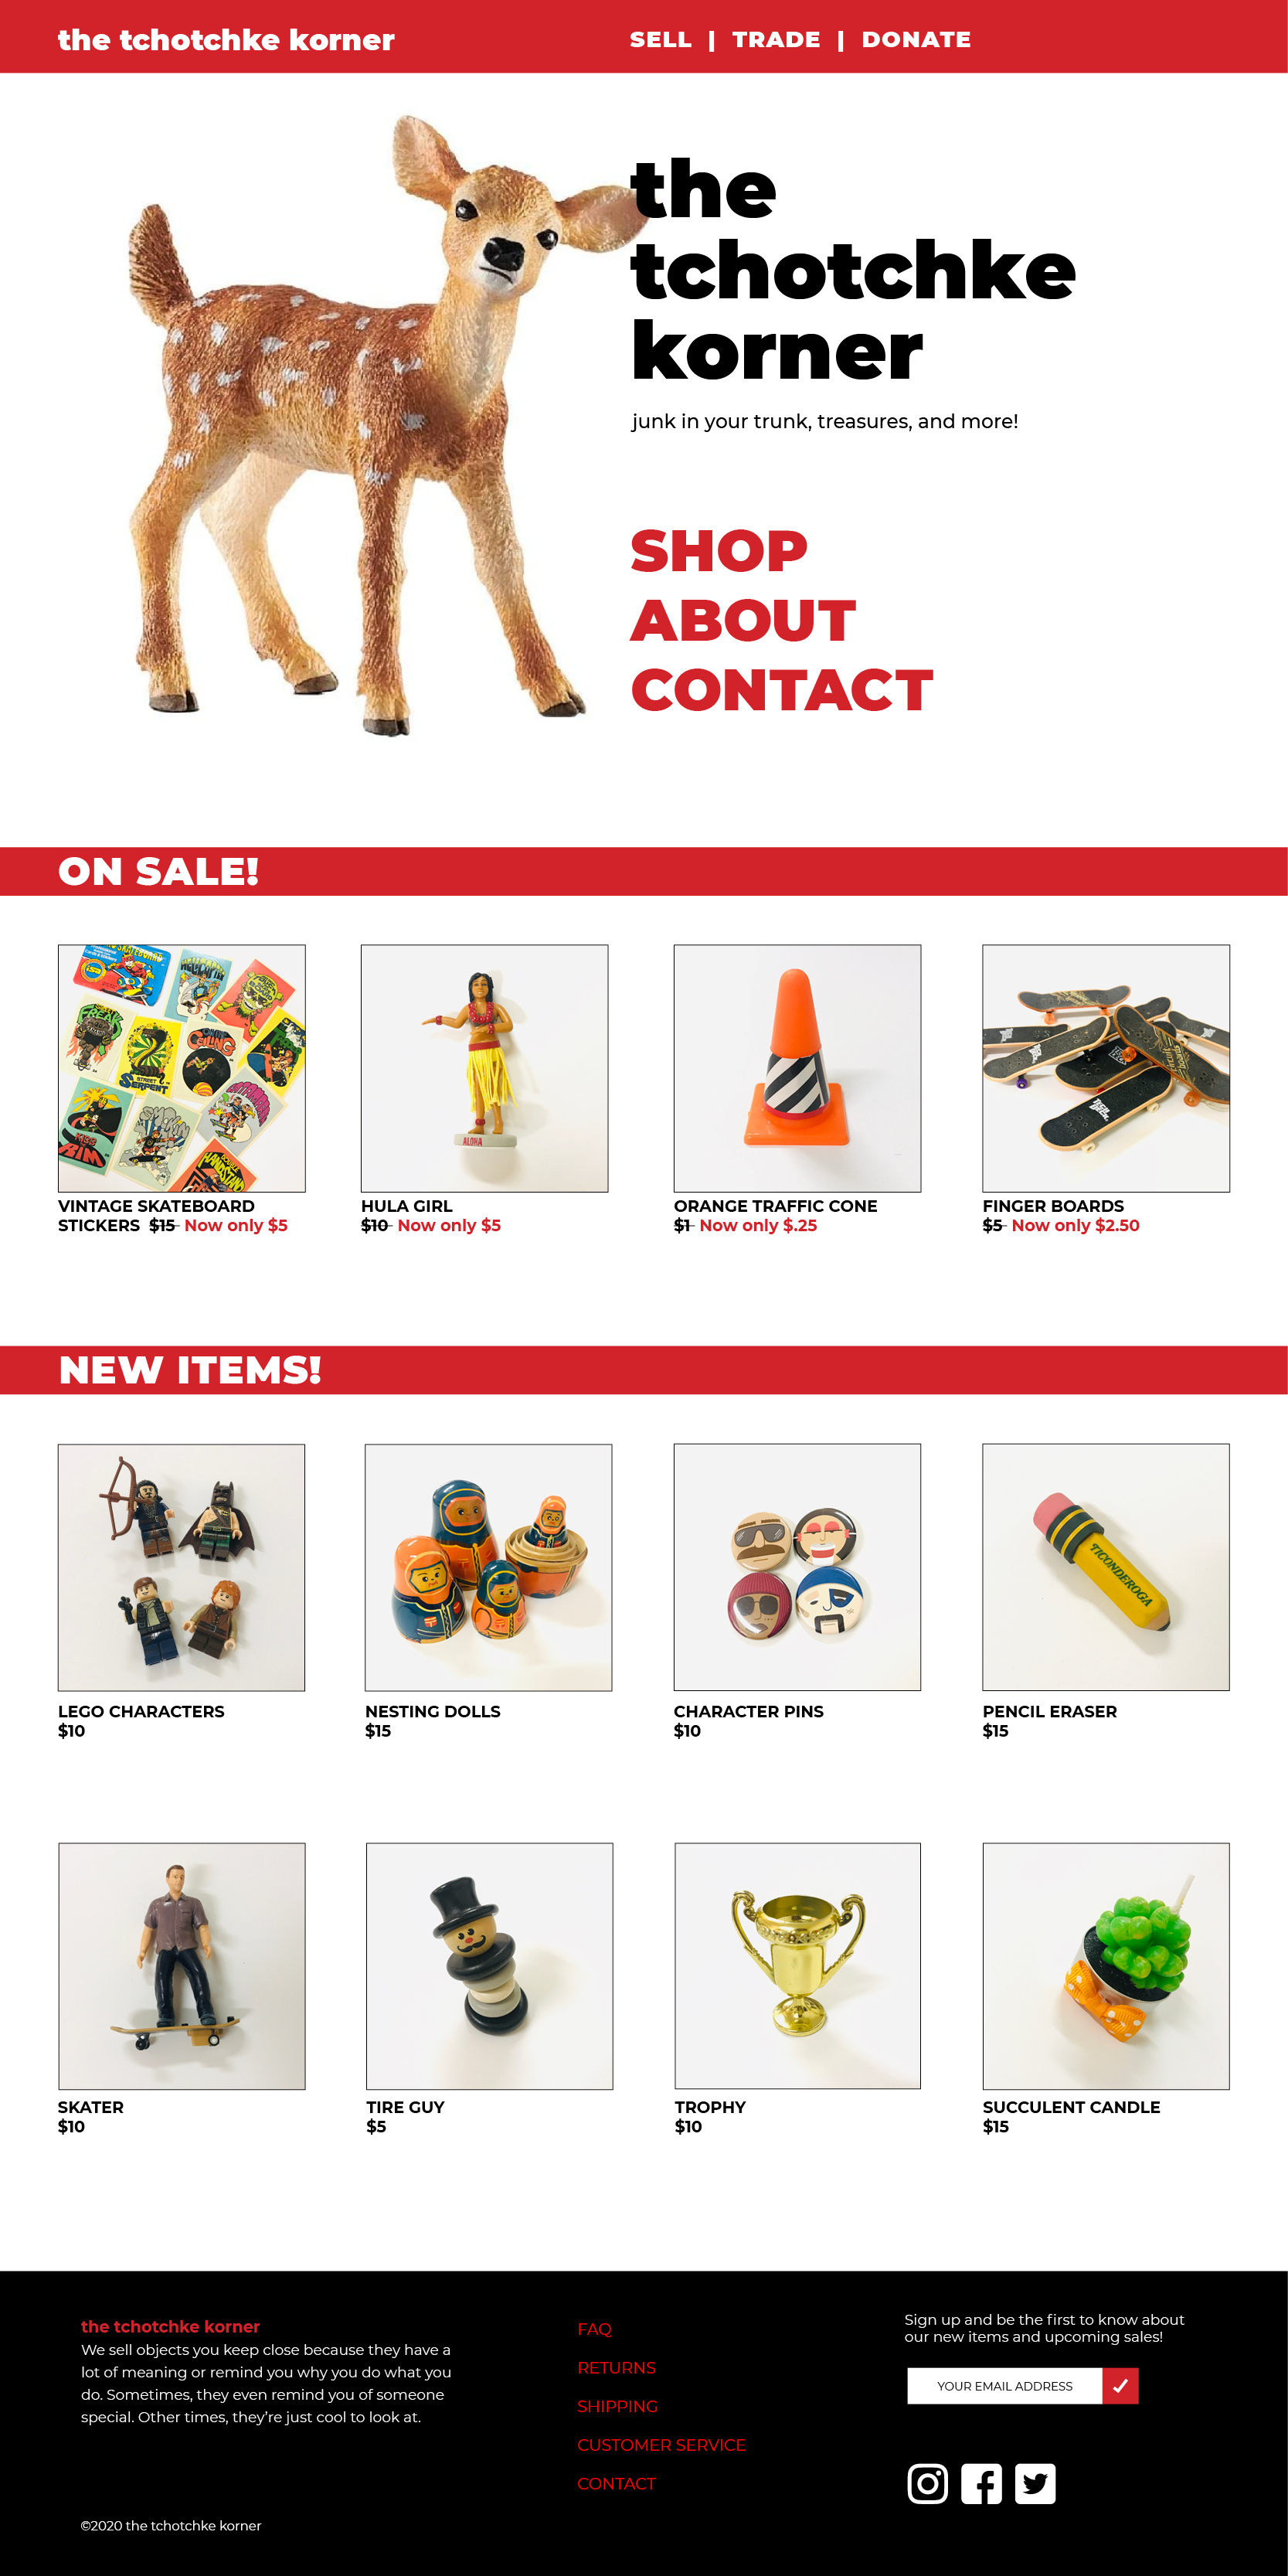 the tchotchke korner
SELL | TRADE | DONATE
the
tchotchke
korner
junk in your trunk, treasures, and more!
SHOP
ABOUT
CONTACT
ON SALE!
FREAK
STREET
SERPENT
CEILING
ALOHA
VINTAGE SKATEBOARD
STICKERS $15 Now only $5
HULA GIRL
$10 Now only $5
ORANGE TRAFFIC CONE
$1 Now only $.25
FINGER BOARDS
$5 Now only $2.50
NEW ITEMS!
TICONDEROGA
LEGO CHARACTERS
$10
NESTING DOLLS
$15
CHARACTER PINS
$10
PENCIL ERASER
$15
SKATER
$10
TIRE GUY
$5
TROPHY
$10
SUCCULENT CANDLE
$15
the tchotchke korner
We sell objects you keep close because they have a
lot of meaning or remind you why you do what you
do. Sometimes, they even remind you of someone
special. Other times, they’re just cool to look at.
©2020 the tchotchke korner
FAQ
RETURNS
SHIPPING
CUSTOMER SERVICE
CONTACT
Sign up and be the first to know about
our new items and upcoming sales!
YOUR EMAIL ADDRESS